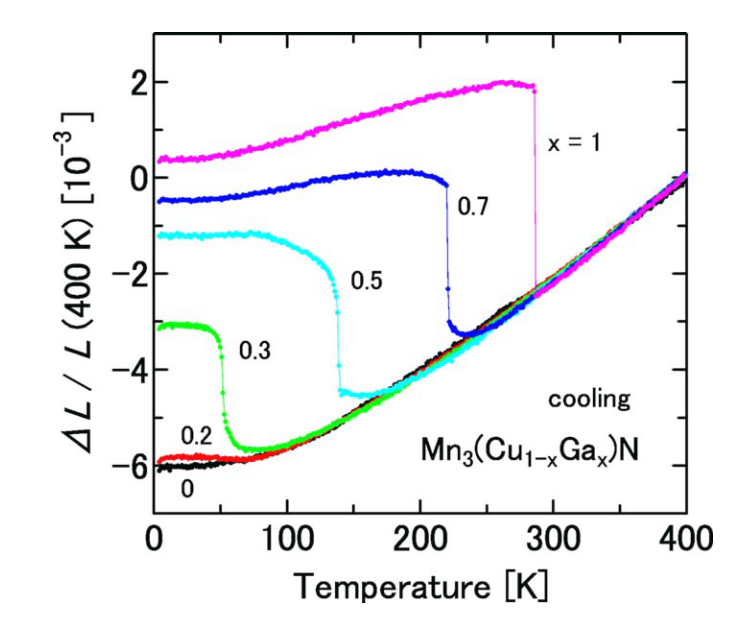 ΔL / L(400 K) [10⁻³]
2
0
−2
−4
−6
x = 1
0.7
0.5
0.3
0.2
0
cooling
Mn₃(Cu₁₋ₓGaₓ)N
0 100 200 300 400
Temperature [K]